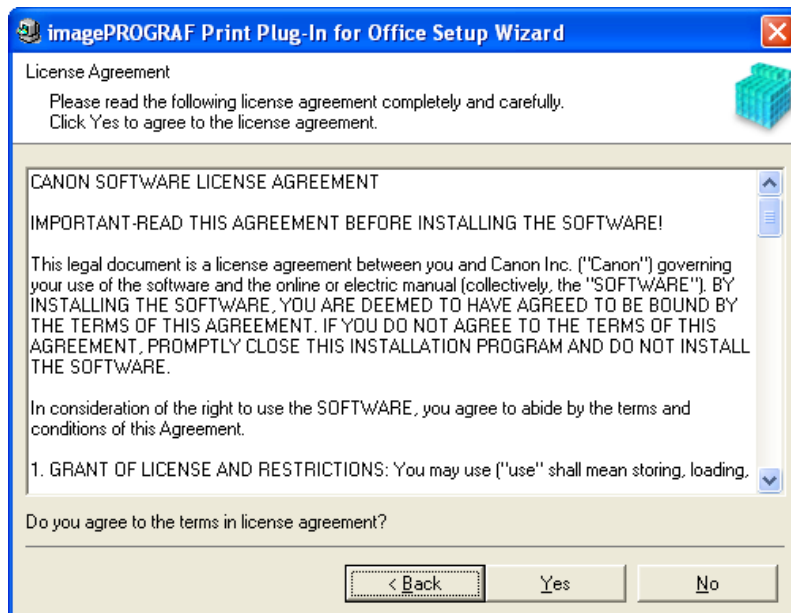 imagePROGRAF Print Plug-In for Office Setup Wizard
License Agreement
Please read the following license agreement completely and carefully.
Click Yes to agree to the license agreement.
CANON SOFTWARE LICENSE AGREEMENT
IMPORTANT-READ THIS AGREEMENT BEFORE INSTALLING THE SOFTWARE!
This legal document is a license agreement between you and Canon Inc. ("Canon") governing
your use of the software and the online or electric manual (collectively, the "SOFTWARE"). BY
INSTALLING THE SOFTWARE, YOU ARE DEEMED TO HAVE AGREED TO BE BOUND BY
THE TERMS OF THIS AGREEMENT. IF YOU DO NOT AGREE TO THE TERMS OF THIS
AGREEMENT, PROMPTLY CLOSE THIS INSTALLATION PROGRAM AND DO NOT INSTALL
THE SOFTWARE.
In consideration of the right to use the SOFTWARE, you agree to abide by the terms and
conditions of this Agreement.
1. GRANT OF LICENSE AND RESTRICTIONS: You may use ("use" shall mean storing, loading,
Do you agree to the terms in license agreement?
< Back Yes No